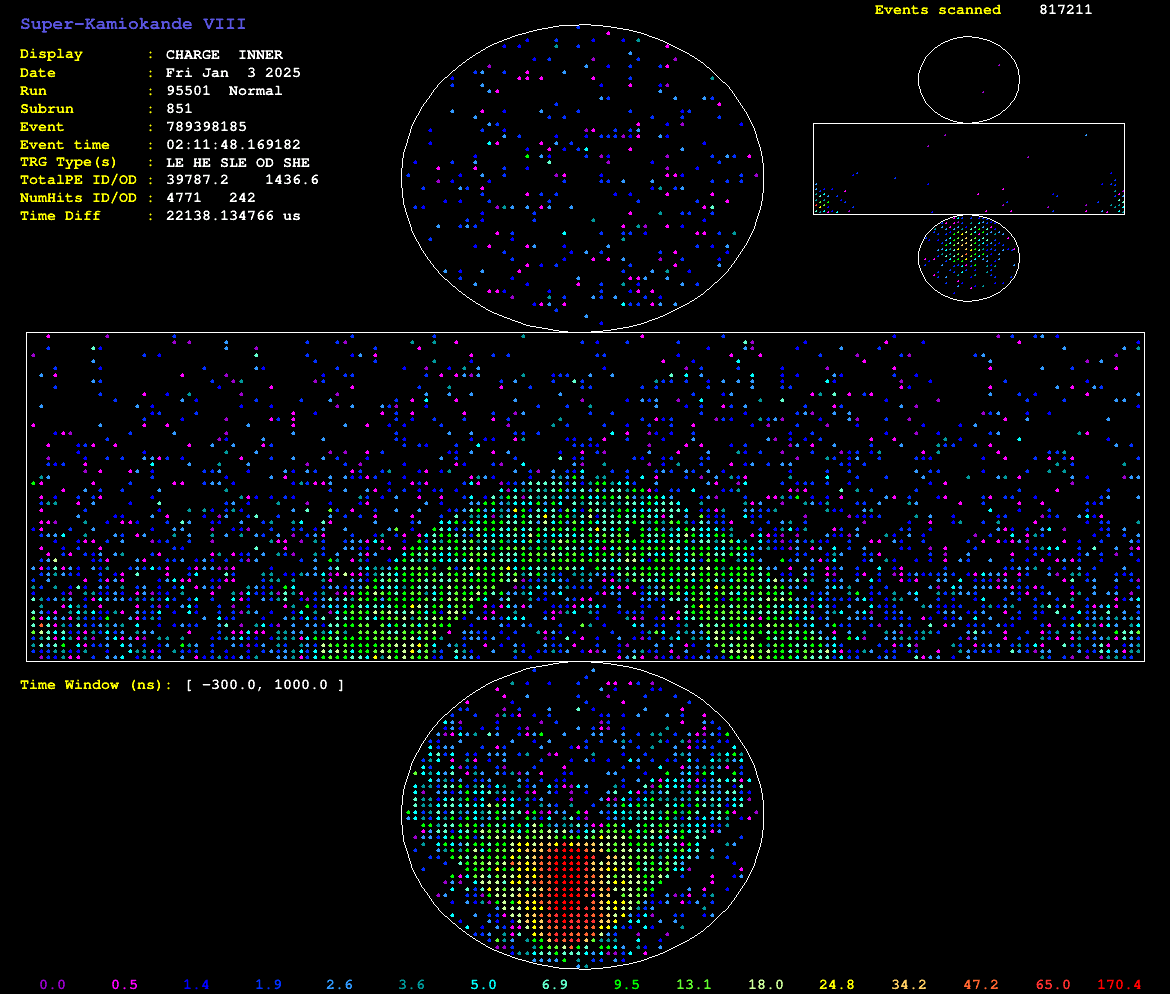 Super-Kamiokande VIII
Events scanned 817211
Display : CHARGE INNER
Date : Fri Jan 3 2025
Run : 95501 Normal
Subrun : 851
Event : 789398185
Event time : 02:11:48.169182
TRG Type(s) : LE HE SLE OD SHE
TotalPE ID/OD : 39787.2 1436.6
NumHits ID/OD : 4771 242
Time Diff : 22138.134766 us
Time Window (ns): [ -300.0, 1000.0 ]
0.0 0.5 1.4 1.9 2.6 3.6 5.0 6.9 9.5 13.1 18.0 24.8 34.2 47.2 65.0 170.4